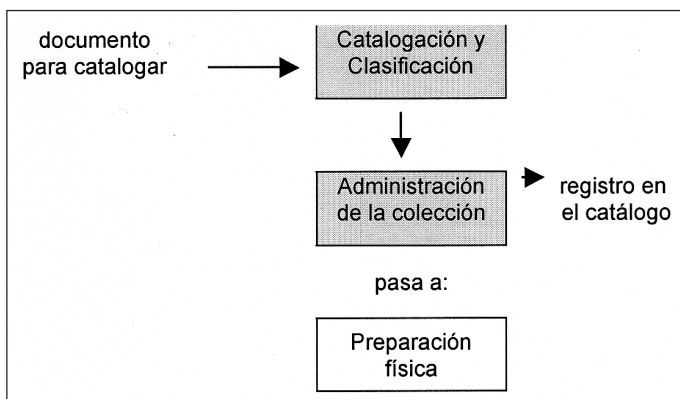 documento
para catalogar
Catalogación y
Clasificación
Administración
de la colección
registro en
el catálogo
pasa a:
Preparación
física